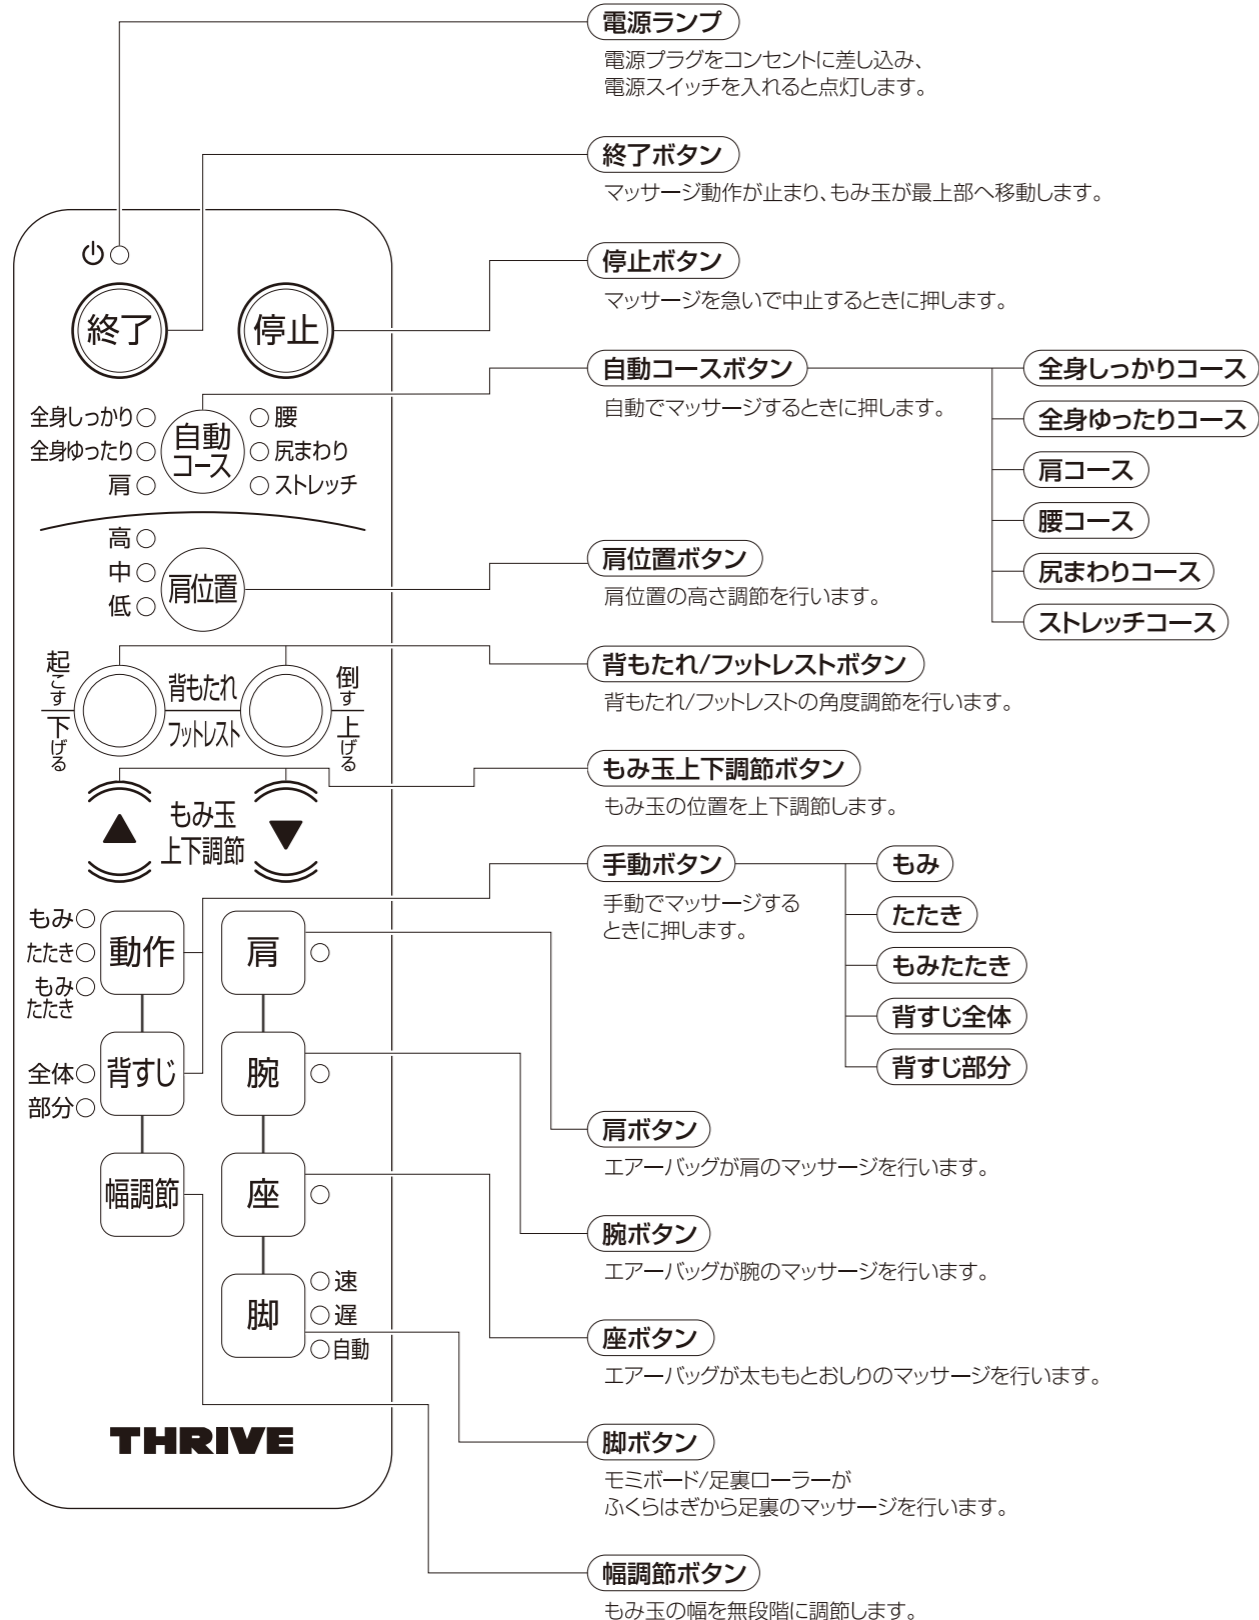 電源ランプ
電源プラグをコンセントに差し込み、
電源スイッチを入れると点灯します。
終了ボタン
マッサージ動作が止まり、もみ玉が最上部へ移動します。
停止ボタン
マッサージを急いで中止するときに押します。
自動コースボタン
自動でマッサージするときに押します。
全身しっかりコース
全身ゆったりコース
肩コース
腰コース
尻まわりコース
ストレッチコース
肩位置ボタン
肩位置の高さ調節を行います。
背もたれ/フットレストボタン
背もたれ/フットレストの角度調節を行います。
もみ玉上下調節ボタン
もみ玉の位置を上下調節します。
手動ボタン
手動でマッサージする
ときに押します。
もみ
たたき
もみたたき
背すじ全体
背すじ部分
肩ボタン
エアーバッグが肩のマッサージを行います。
腕ボタン
エアーバッグが腕のマッサージを行います。
座ボタン
エアーバッグが太ももとおしりのマッサージを行います。
脚ボタン
モミボード/足裏ローラーが
ふくらはぎから足裏のマッサージを行います。
幅調節ボタン
もみ玉の幅を無段階に調節します。
終了
停止
全身しっかり
全身ゆったり
肩
自動
コース
腰
尻まわり
ストレッチ
高
中
低
肩位置
起こす
下げる
背もたれ
フットレスト
倒す
上げる
▲
もみ玉
上下調節
▼
もみ
たたき
もみ
たたき
動作
肩
全体
部分
背すじ
腕
幅調節
座
脚
速
遅
自動
THRIVE